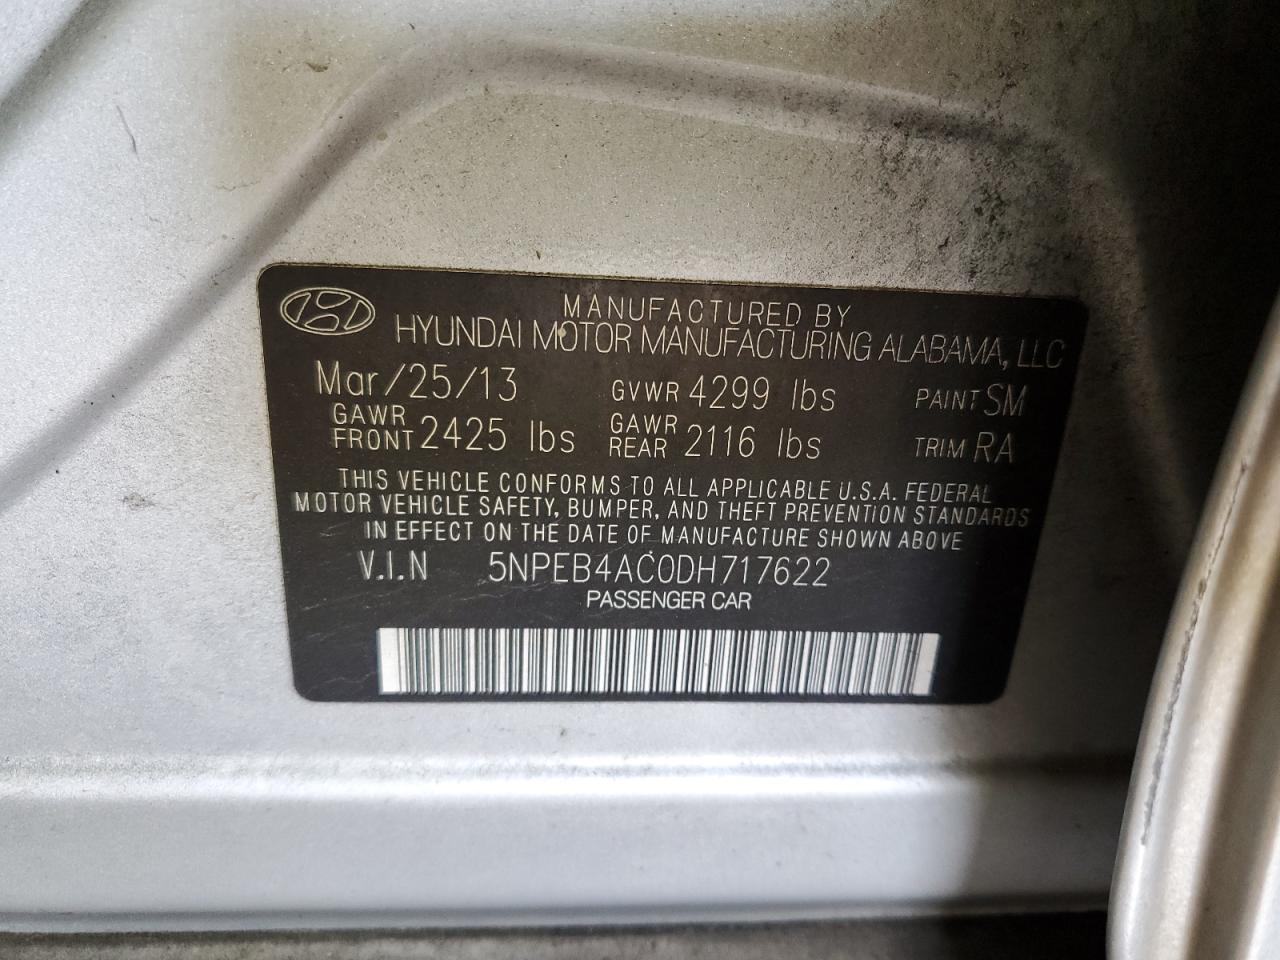 MANUFACTURED BY
HYUNDAI MOTOR MANUFACTURING ALABAMA, LLC
Mar/25/13 GVWR 4299 lbs PAINT SM
GAWR FRONT 2425 lbs GAWR REAR 2116 lbs TRIM RA
THIS VEHICLE CONFORMS TO ALL APPLICABLE U.S.A. FEDERAL
MOTOR VEHICLE SAFETY, BUMPER, AND THEFT PREVENTION STANDARDS
IN EFFECT ON THE DATE OF MANUFACTURE SHOWN ABOVE
V.I.N 5NPEB4AC0DH717622
PASSENGER CAR